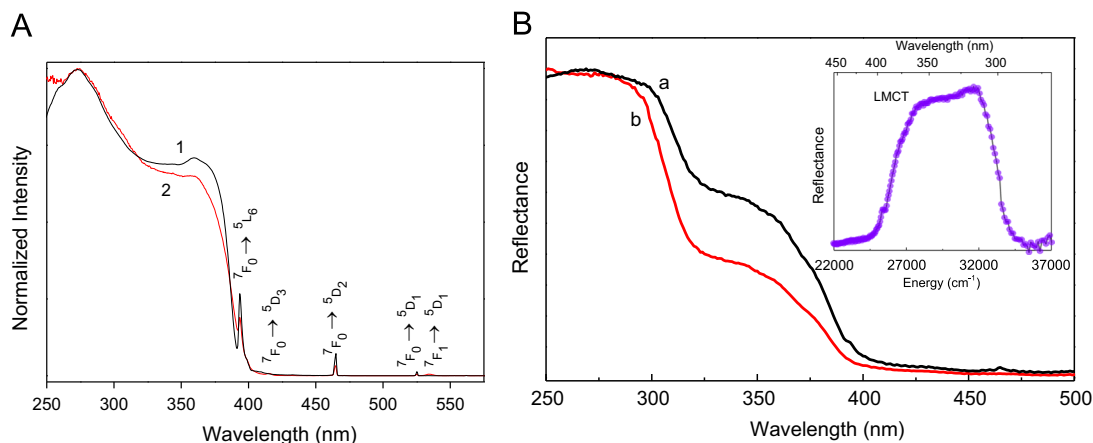 A
Normalized Intensity
1
2
⁷F₀ → ⁵L₆
⁷F₀ → ⁵D₃
⁷F₀ → ⁵D₂
⁷F₀ → ⁵D₁
⁷F₁ → ⁵D₁
250 300 350 400 450 500 550
Wavelength (nm)
B
Reflectance
a
b
Wavelength (nm)
450 400 350 300
LMCT
Reflectance
22000 27000 32000 37000
Energy (cm⁻¹)
250 300 350 400 450 500
Wavelength (nm)